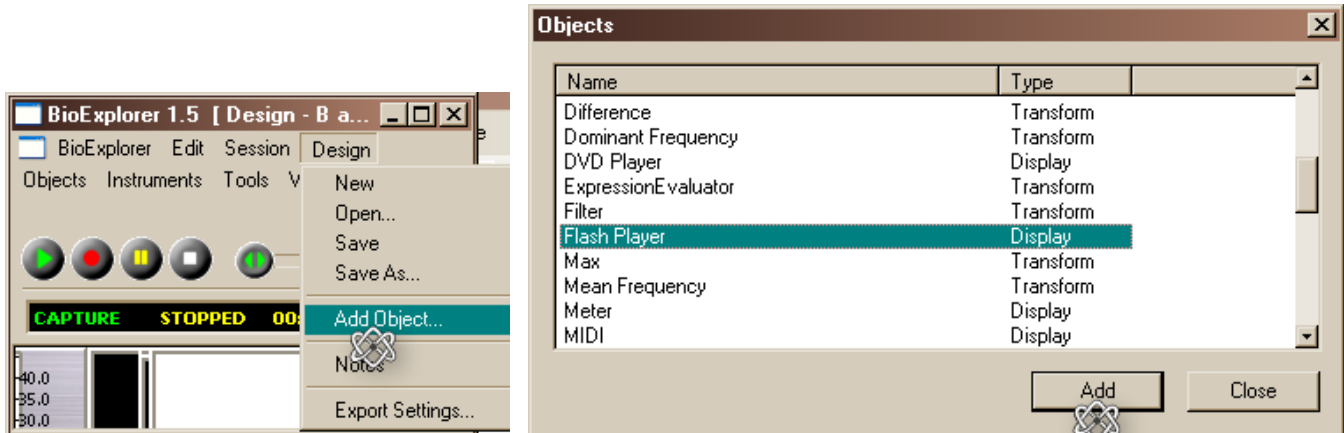 BioExplorer 1.5 [ Design - B a...
BioExplorer Edit Session Design
Objects Instruments Tools V
New
Open...
Save
Save As...
Add Object...
Notes
Export Settings...
CAPTURE STOPPED 00:
40.0
35.0
30.0
Objects
Name Type
Difference Transform
Dominant Frequency Transform
DVD Player Display
ExpressionEvaluator Transform
Filter Transform
Flash Player Display
Max Transform
Mean Frequency Transform
Meter Display
MIDI Display
Add Close